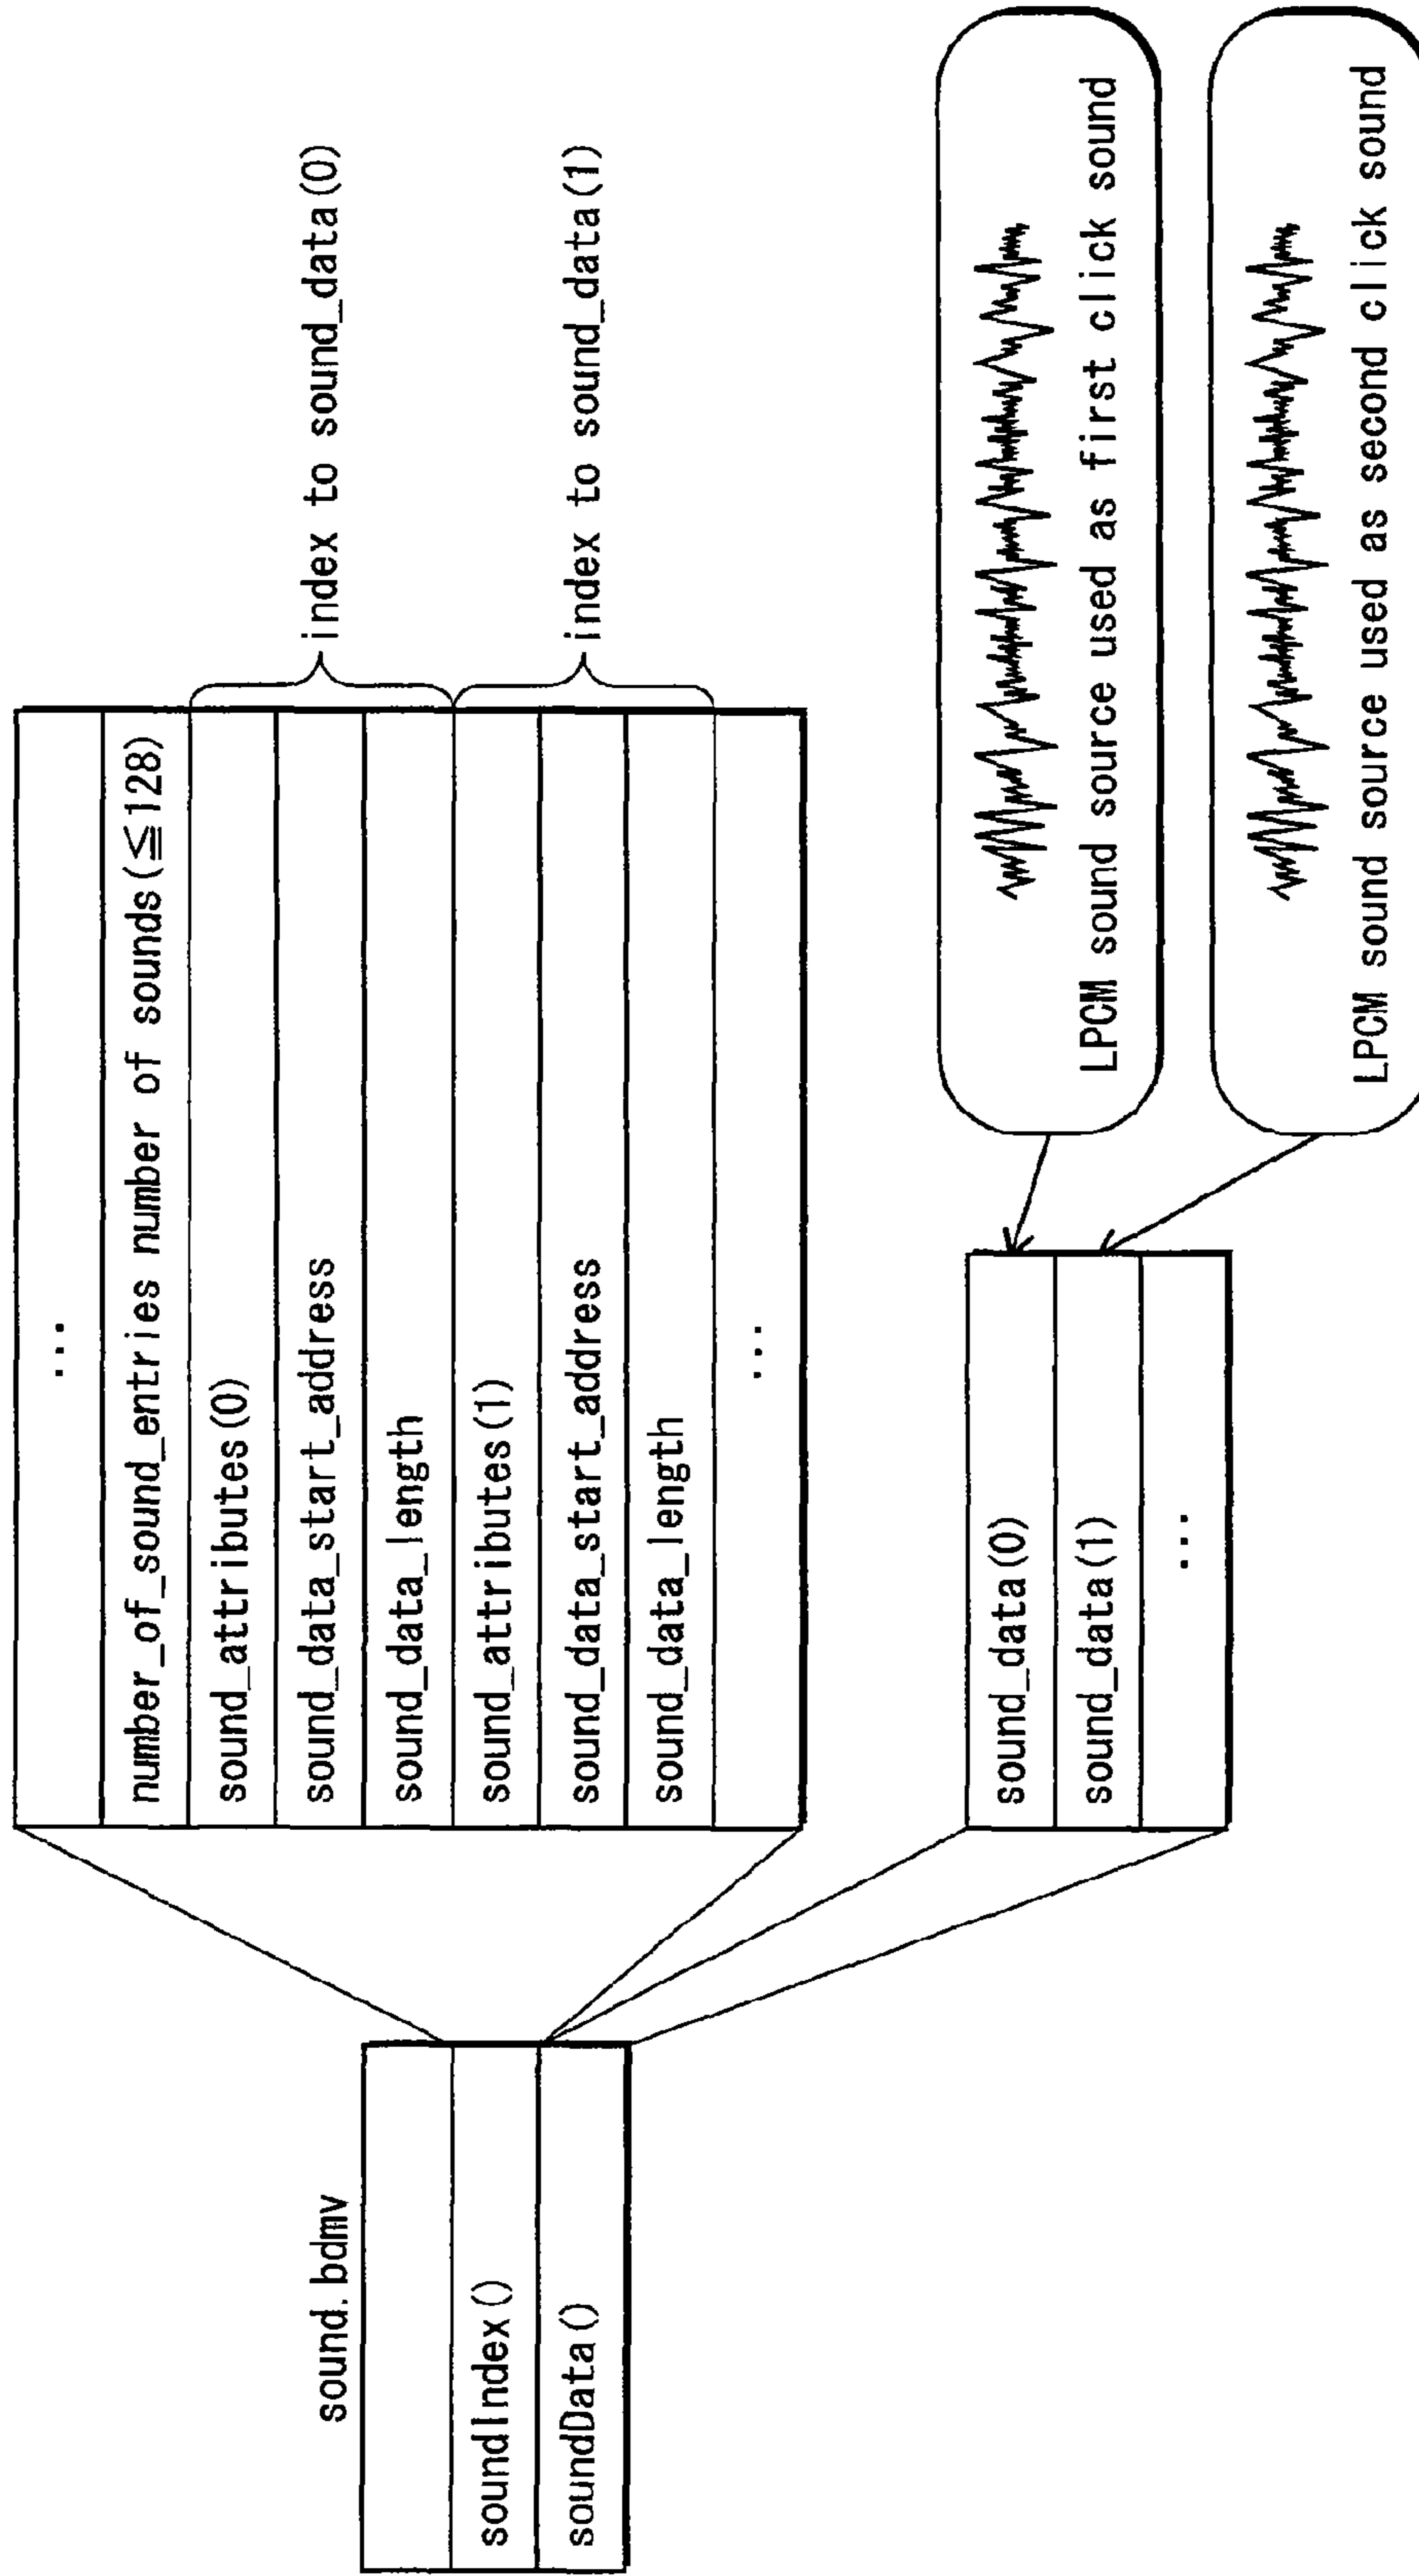 sound.bdmv
soundIndex()
soundData()
...
number_of_sound_entries number of sounds(≦128)
sound_attributes(0)
sound_data_start_address
sound_data_length
sound_attributes(1)
sound_data_start_address
sound_data_length
...
index to sound_data(0)
index to sound_data(1)
sound_data(0)
sound_data(1)
...
LPCM sound source used as first click sound
LPCM sound source used as second click sound